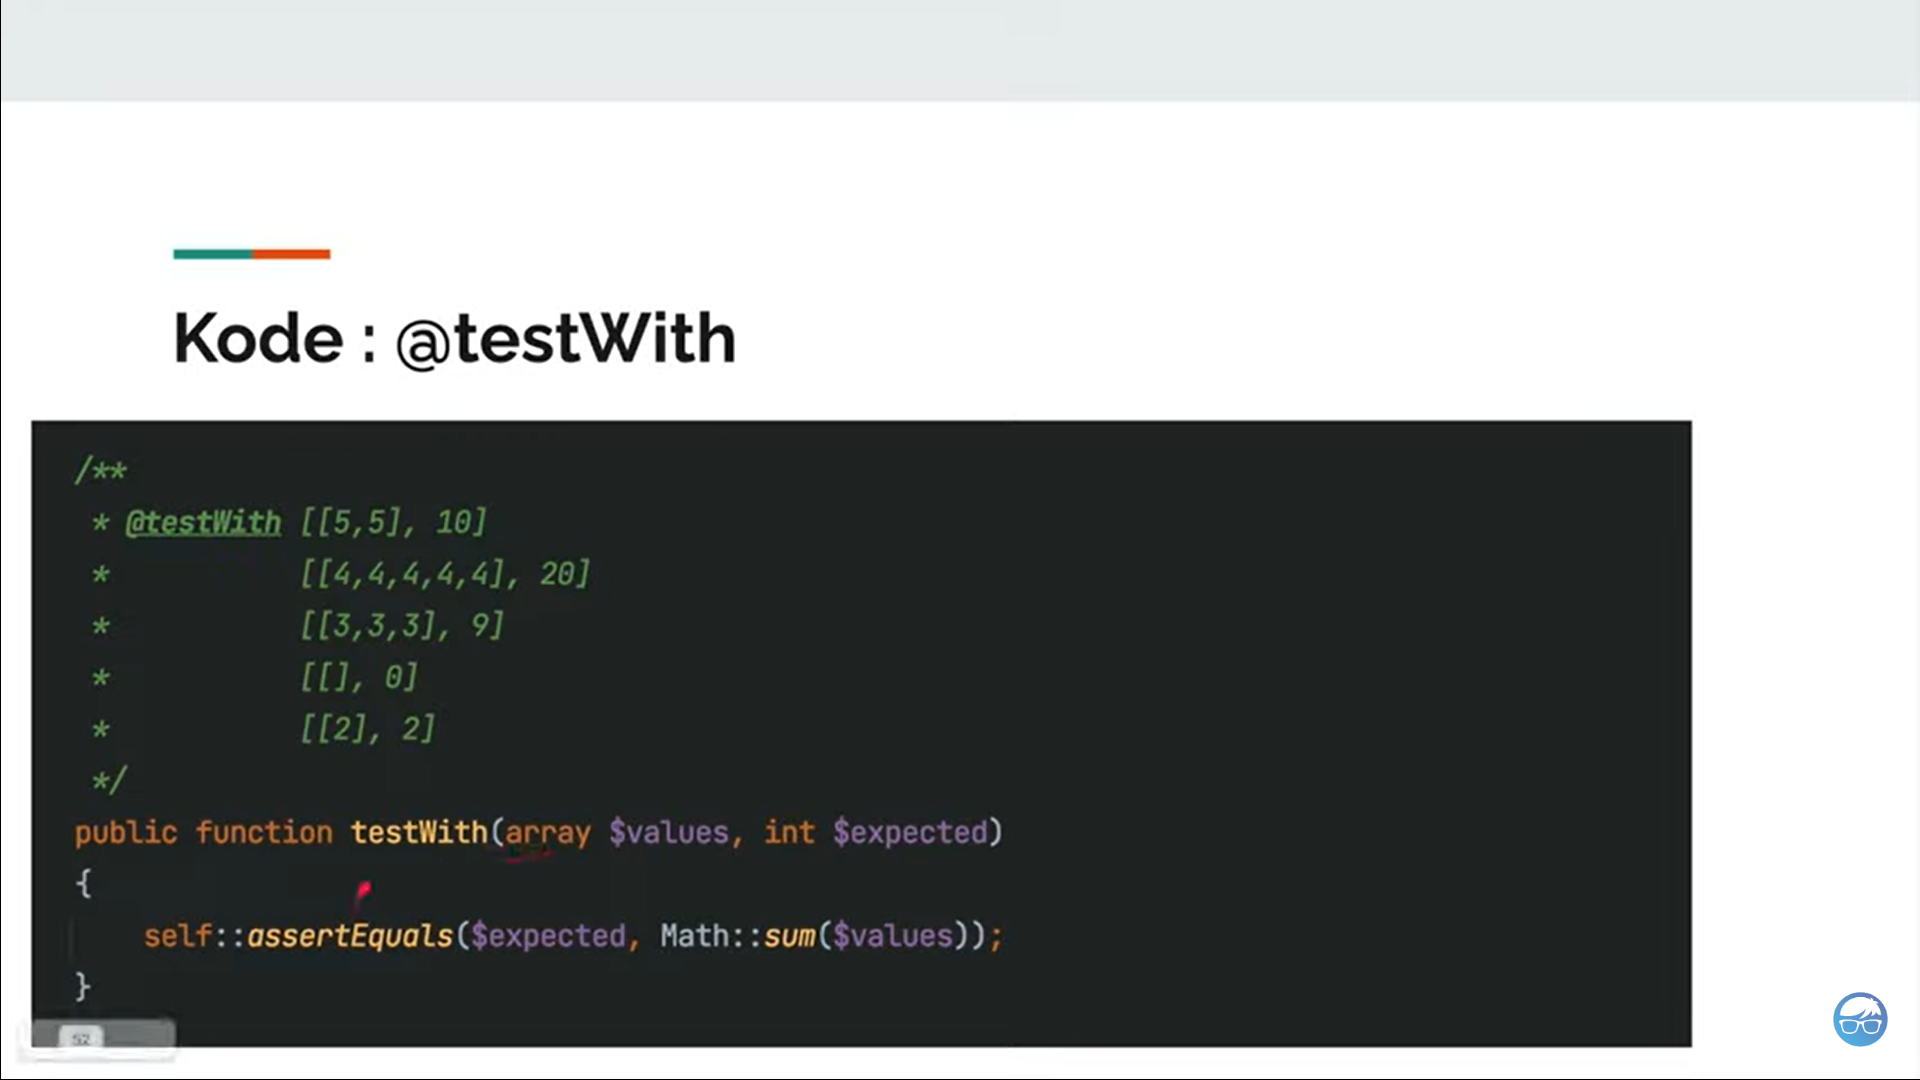 Kode : @testWith
/**
 * @testWith [[5,5], 10]
 *           [[4,4,4,4,4], 20]
 *           [[3,3,3], 9]
 *           [[], 0]
 *           [[2], 2]
 */
public function testWith(array $values, int $expected)
{
    self::assertEquals($expected, Math::sum($values));
}
52